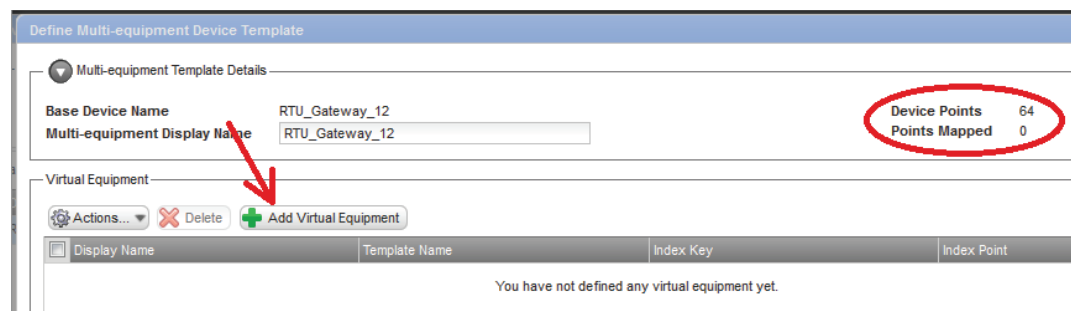 Define Multi-equipment Device Template
Multi-equipment Template Details
Base Device Name RTU_Gateway_12 Device Points 64
Multi-equipment Display Name RTU_Gateway_12 Points Mapped 0
Virtual Equipment
Actions... Delete Add Virtual Equipment
Display Name Template Name Index Key Index Point
You have not defined any virtual equipment yet.